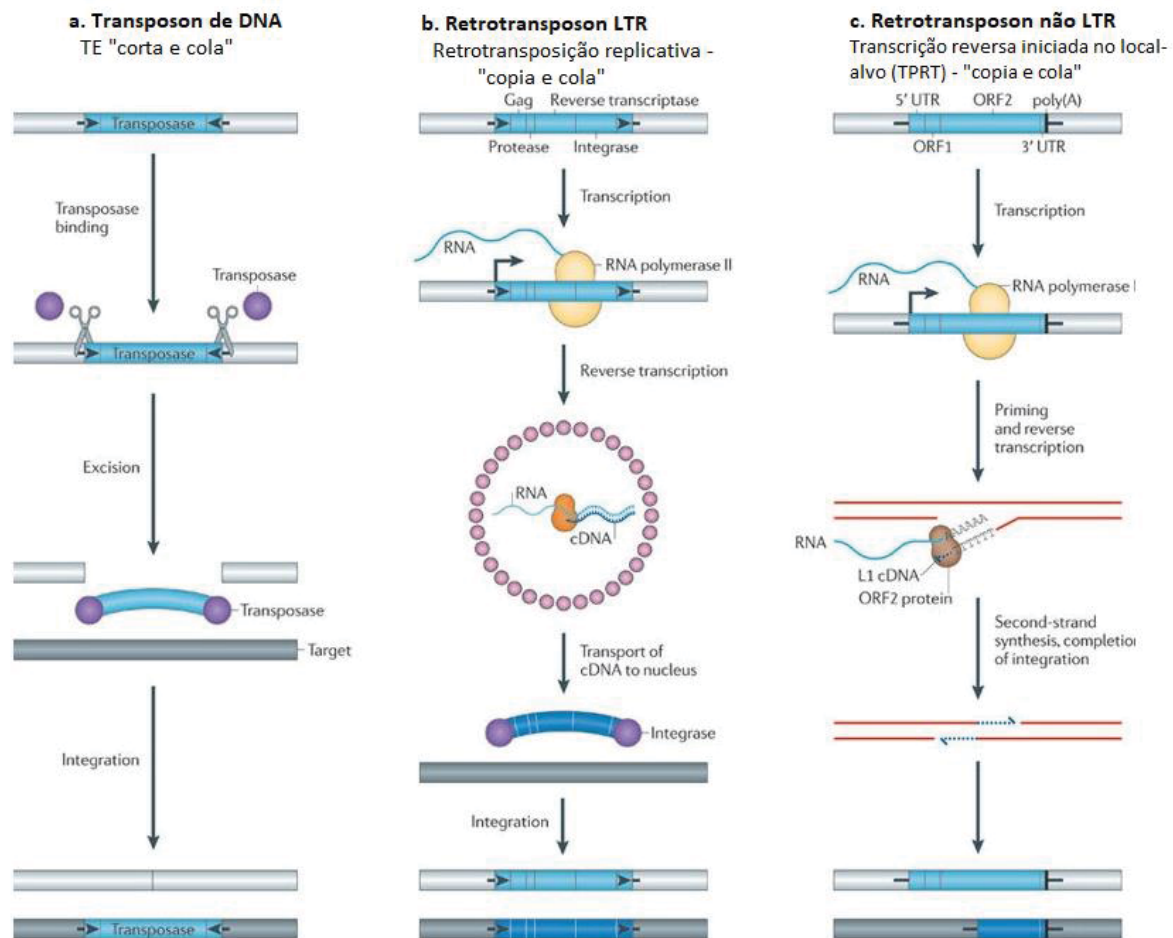 a. Transposon de DNA
TE "corta e cola"
Transposase
Transposase
binding
Transposase
Transposase
Excision
Transposase
Target
Integration
Transposase
b. Retrotransposon LTR
Retrotransposição replicativa -
"copia e cola"
Gag Reverse transcriptase
Protease Integrase
Transcription
RNA
RNA polymerase II
Reverse transcription
RNA
cDNA
Transport of
cDNA to nucleus
Integrase
Integration
c. Retrotransposon não LTR
Transcrição reversa iniciada no local-
alvo (TPRT) - "copia e cola"
5' UTR ORF2 poly(A)
ORF1 3' UTR
Transcription
RNA
RNA polymerase I
Priming
and reverse
transcription
AAAAAA
TTTTT
RNA
L1 cDNA
ORF2 protein
Second-strand
synthesis, completion
of integration